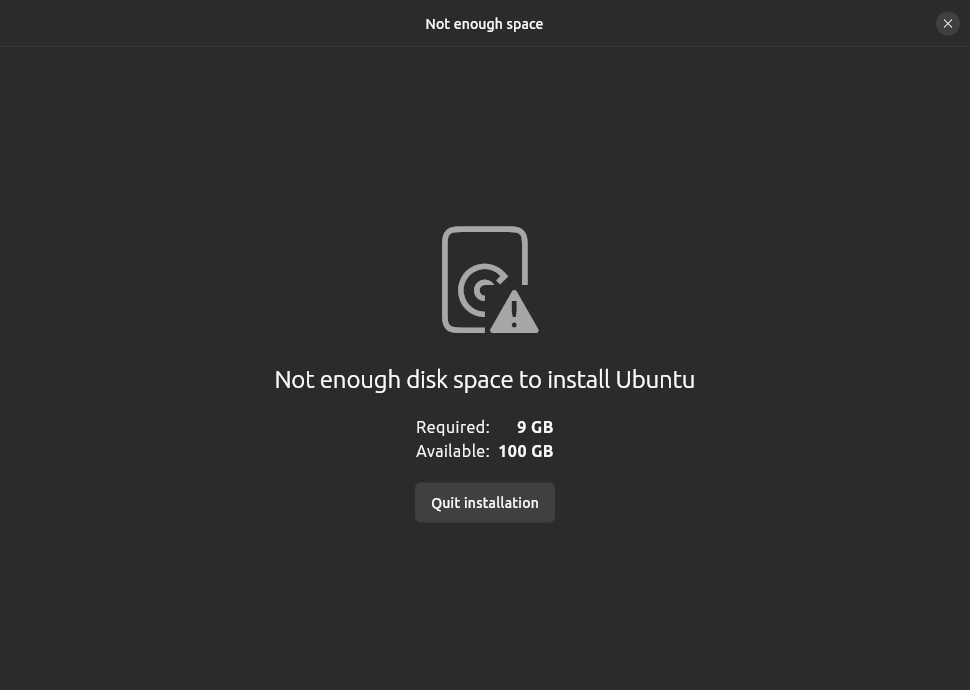 Not enough space
Not enough disk space to install Ubuntu
Required: 9 GB
Available: 100 GB
Quit installation